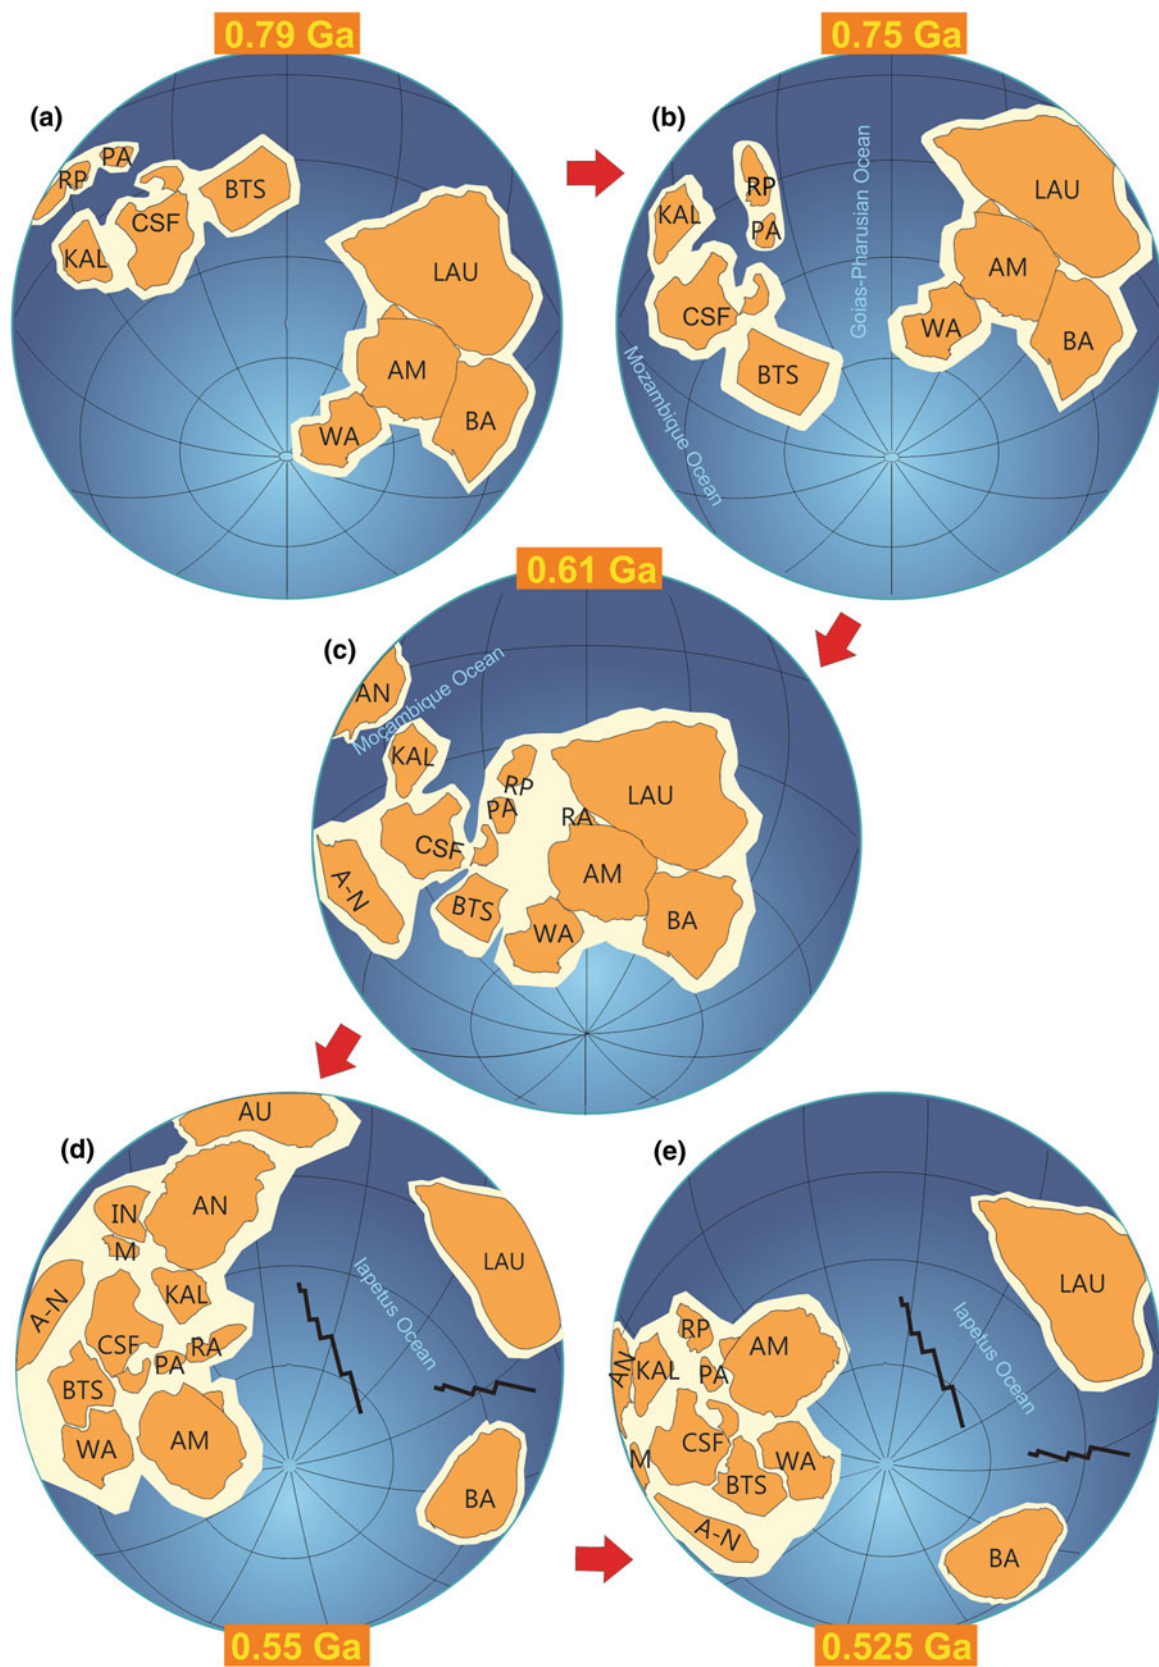 0.79 Ga
0.75 Ga
(a)
PA
RP
BTS
CSF
KAL
LAU
AM
BA
WA
(b)
RP
LAU
KAL
PA
Goias-Pharusian Ocean
AM
CSF
WA
BA
BTS
Mozambique Ocean
0.61 Ga
(c)
AN
Moçambique Ocean
KAL
RP
LAU
PA
RA
CSF
AM
A-N
BTS
WA
BA
(d)
AU
IN
AN
M
LAU
KAL
A-N
Iapetus Ocean
CSF
RA
PA
BTS
WA
AM
BA
0.55 Ga
(e)
LAU
RP
AM
Iapetus Ocean
AN
KAL
PA
CSF
M
WA
BTS
A-N
BA
0.525 Ga